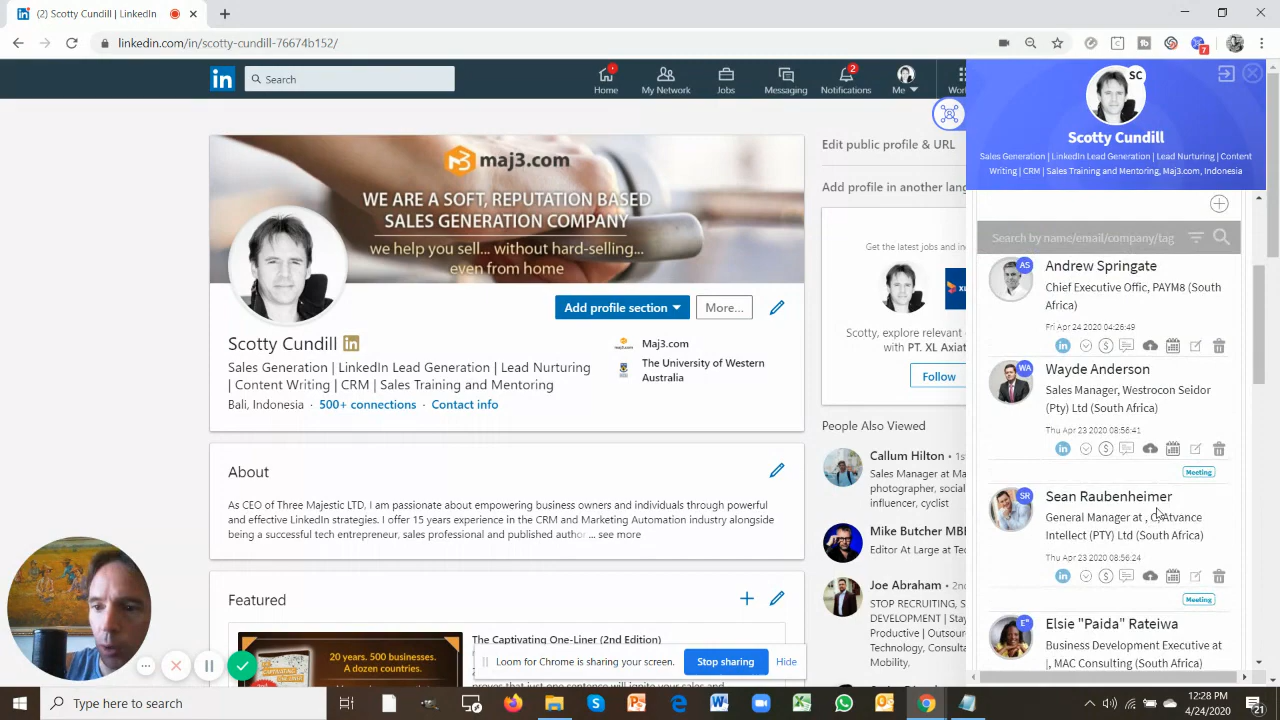 (2) Scotty Cundill | LinkedIn
linkedin.com/in/scotty-cundill-76674b152/
7
in
Search
Home
My Network
Jobs
Messaging
2
Notifications
Me
maj3.com
WE ARE A SOFT, REPUTATION BASED
SALES GENERATION COMPANY
we help you sell... without hard-selling...
even from home
Add profile section
More...
Scotty Cundill in
Sales Generation | LinkedIn Lead Generation | Lead Nurturing
| Content Writing | CRM | Sales Training and Mentoring
Bali, Indonesia · 500+ connections · Contact info
Maj3.com
The University of Western
Australia
About
As CEO of Three Majestic LTD, I am passionate about empowering business owners and individuals through powerful
and effective LinkedIn strategies. I offer 15 years experience in the CRM and Marketing Automation industry alongside
being a successful tech entrepreneur, sales professional and published author ... see more
Featured
20 years. 500 businesses.
A dozen countries.
The Captivating One-Liner (2nd Edition)
Edit public profile & URL
Add profile in another lang
Get the latest jobs and in
XL
Scotty, explore relevant
with PT. XL Axiat
Follow
People Also Viewed
Callum Hilton • 1s
Sales Manager at Ma
photographer, social
influencer, cyclist
Mike Butcher MBE
Editor At Large at Tec
Joe Abraham • 2nd
STOP RECRUITING, S
DEVELOPMENT | Stay
Productive | Outsou
Technology Consulta
Mobility.
Loom for Chrome is sharing your screen.
Stop sharing
Hide
SC
Scotty Cundill
Sales Generation | LinkedIn Lead Generation | Lead Nurturing | Content
Writing | CRM | Sales Training and Mentoring, Maj3.com, Indonesia
Search by name/email/company/tag
AS
Andrew Springate
Chief Executive Offic, PAYM8 (South
Africa)
Fri Apr 24 2020 04:26:49
WA
Wayde Anderson
Sales Manager, Westrocon Seidor
(Pty) Ltd (South Africa)
Thu Apr 23 2020 08:56:41
Meeting
SR
Sean Raubenheimer
General Manager at , C Advance
Intellect (PTY) Ltd (South Africa)
Thu Apr 23 2020 08:56:24
Meeting
E"
Elsie "Paida" Rateiwa
Business Development Executive at
|, MAC Consulting (South Africa)
Type here to search
12:28 PM
4/24/2020
21